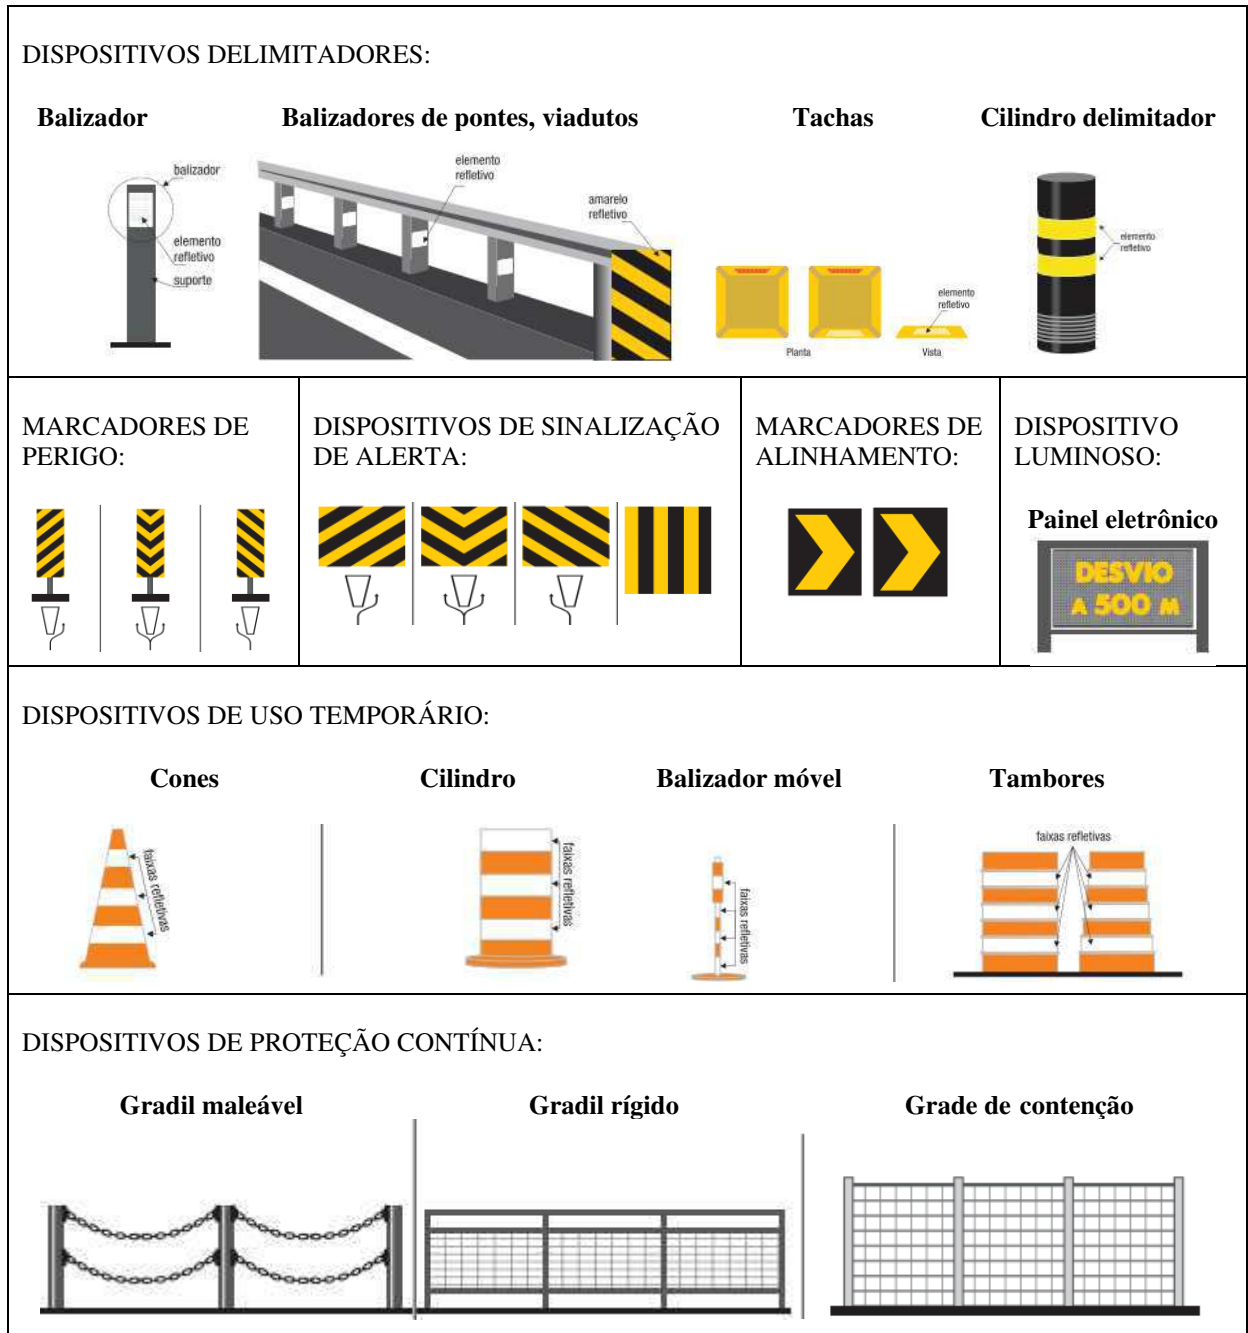 DISPOSITIVOS DELIMITADORES:
Balizador
Balizadores de pontes, viadutos
Tachas
Cilindro delimitador
balizador
elemento
refletivo
suporte
elemento
refletivo
amarelo
refletivo
Planta
elemento
refletivo
Vista
elemento
refletivo
MARCADORES DE
PERIGO:
DISPOSITIVOS DE SINALIZAÇÃO
DE ALERTA:
MARCADORES DE
ALINHAMENTO:
DISPOSITIVO
LUMINOSO:
Painel eletrônico
DESVIO
A 500 M
DISPOSITIVOS DE USO TEMPORÁRIO:
Cones
Cilindro
Balizador móvel
Tambores
faixas refletivas
faixas refletivas
faixas refletivas
faixas refletivas
DISPOSITIVOS DE PROTEÇÃO CONTÍNUA:
Gradil maleável
Gradil rígido
Grade de contenção